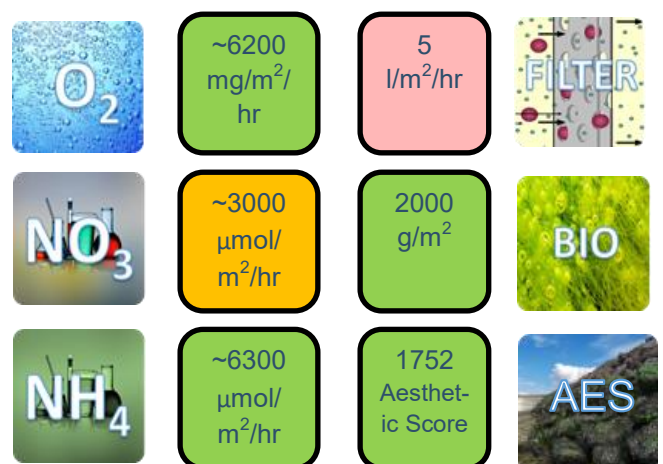 O2
~6200
mg/m²/
hr
5
l/m²/hr
FILTER
NO3
~3000
µmol/
m²/hr
2000
g/m²
BIO
NH4
~6300
µmol/
m²/hr
1752
Aesthet-
ic Score
AES